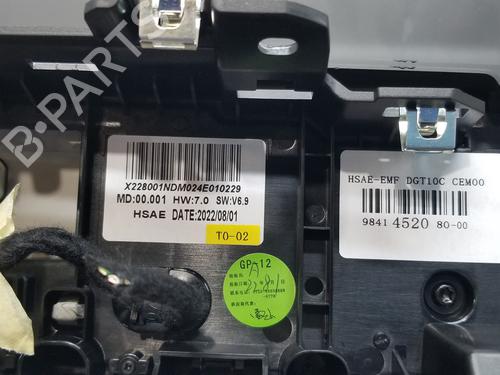 B-PARTS
X228001NDM024E010229
MD:00.001 HW:7.0 SW:V6.9
HSAE DATE:2022/08/01
T0-02
GP-12
HSAE-EMF DGT10C CEM00
9841 4520 80-00